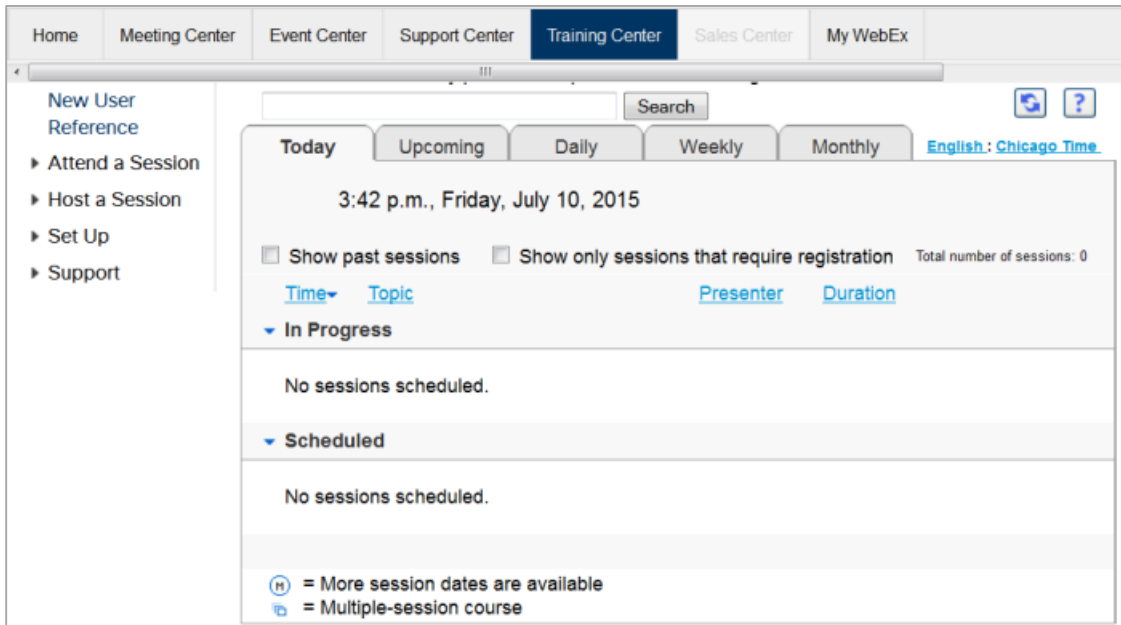 Home Meeting Center Event Center Support Center Training Center Sales Center My WebEx
New User
Reference
Attend a Session
Host a Session
Set Up
Support
Search
?
Today Upcoming Daily Weekly Monthly English : Chicago Time
3:42 p.m., Friday, July 10, 2015
Show past sessions Show only sessions that require registration Total number of sessions: 0
Time Topic Presenter Duration
In Progress
No sessions scheduled.
Scheduled
No sessions scheduled.
M = More session dates are available
= Multiple-session course